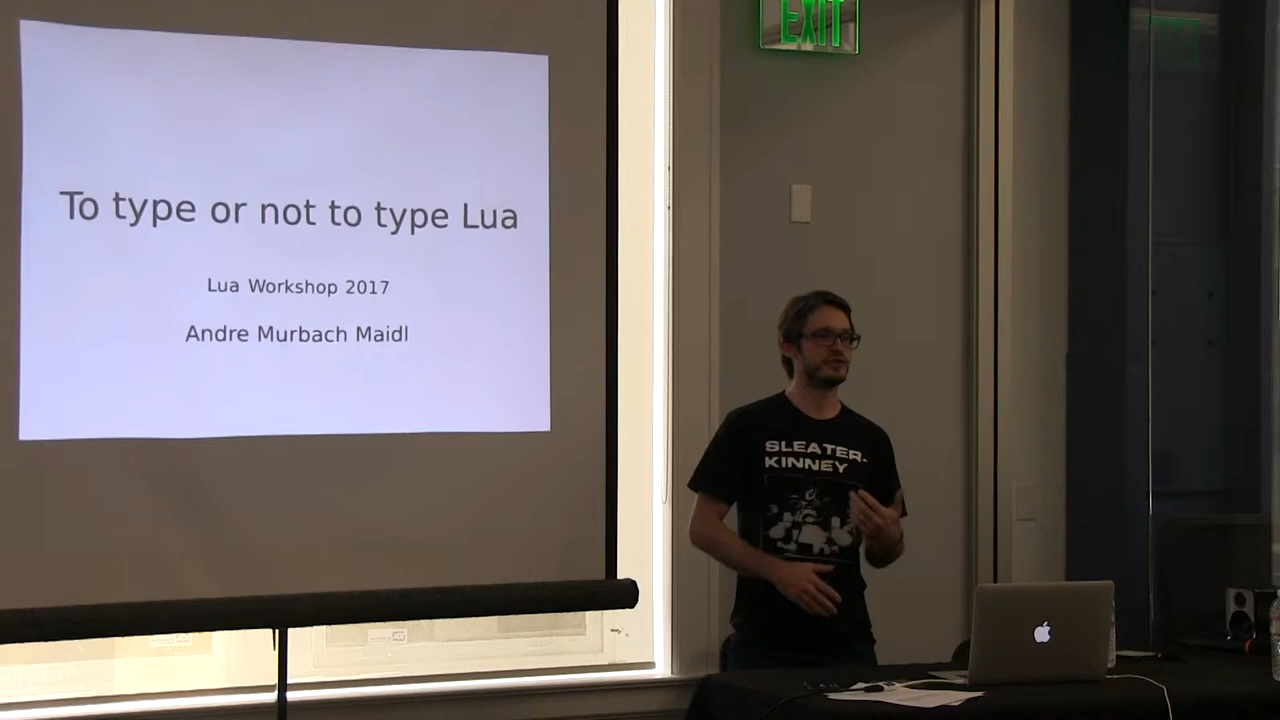 EXIT
To type or not to type Lua
Lua Workshop 2017
Andre Murbach Maidl
SLEATER-
KINNEY